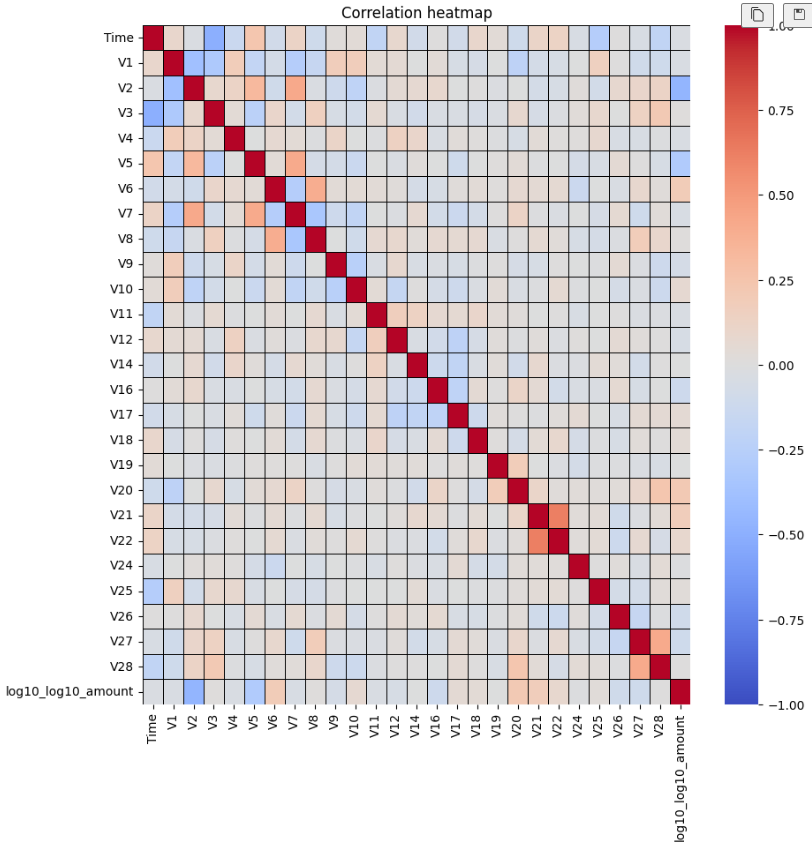 Correlation heatmap
Time
V1
V2
V3
V4
V5
V6
V7
V8
V9
V10
V11
V12
V14
V16
V17
V18
V19
V20
V21
V22
V24
V25
V26
V27
V28
log10_log10_amount
Time
V1
V2
V3
V4
V5
V6
V7
V8
V9
V10
V11
V12
V14
V16
V17
V18
V19
V20
V21
V22
V24
V25
V26
V27
V28
log10_log10_amount
1.00
0.75
0.50
0.25
0.00
−0.25
−0.50
−0.75
−1.00